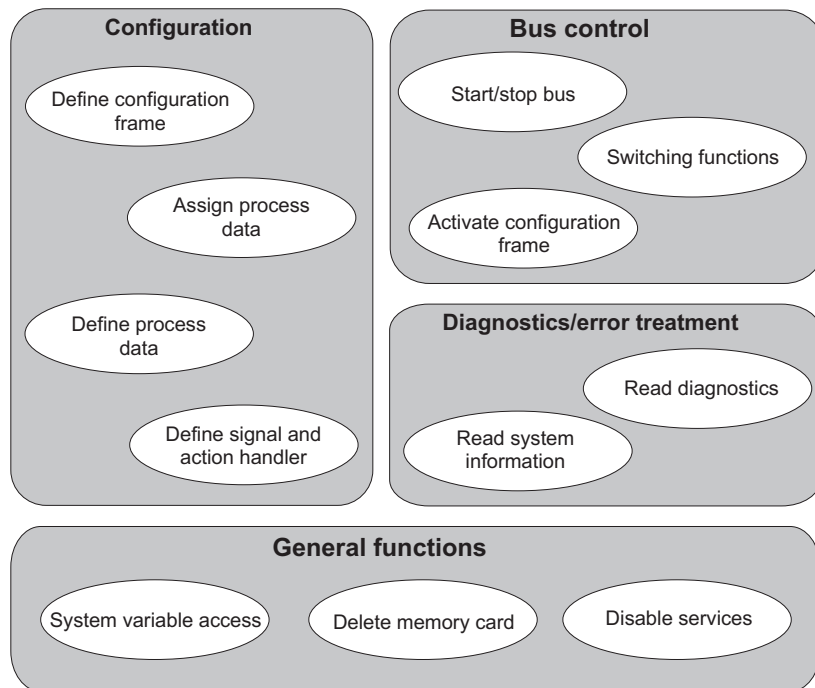 Configuration
Define configuration
frame
Assign process
data
Define process
data
Define signal and
action handler
Bus control
Start/stop bus
Switching functions
Activate configuration
frame
Diagnostics/error treatment
Read diagnostics
Read system
information
General functions
System variable access
Delete memory card
Disable services